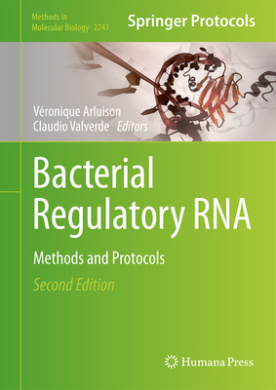 Methods in
Molecular Biology 2741
Springer Protocols
Véronique Arluison
Claudio Valverde Editors
Bacterial
Regulatory RNA
Methods and Protocols
Second Edition
Humana Press